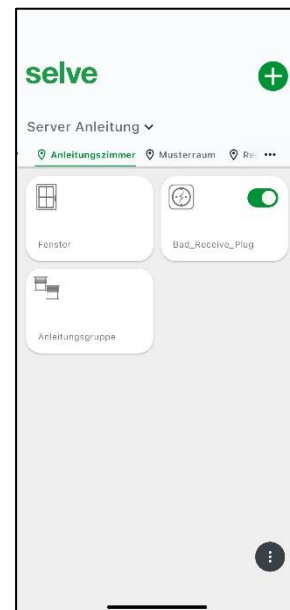 selve
Server Anleitung
Anleitungszimmer Musterraum
Fenster
Bad_Receive_Plug
Anleitungsgruppe